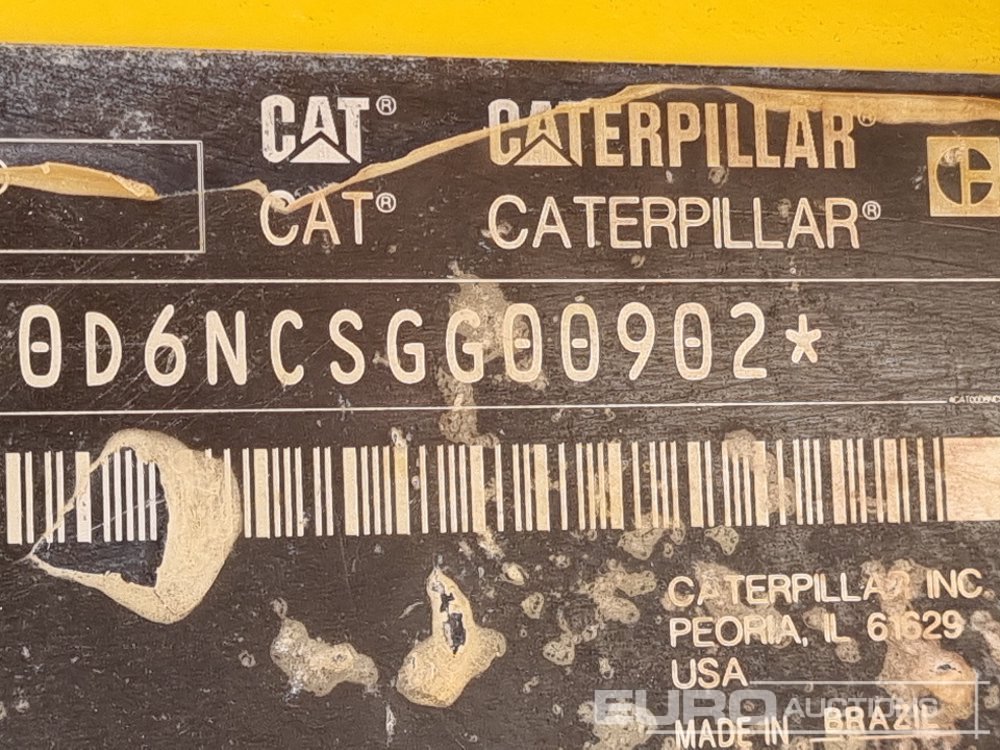 CAT® CATERPILLAR®
CAT® CATERPILLAR®
0D6NCSGG00902*
CATERPILLAR INC.
PEORIA, IL 61629
USA
MADE IN BRAZIL
EURO AUCTIONS